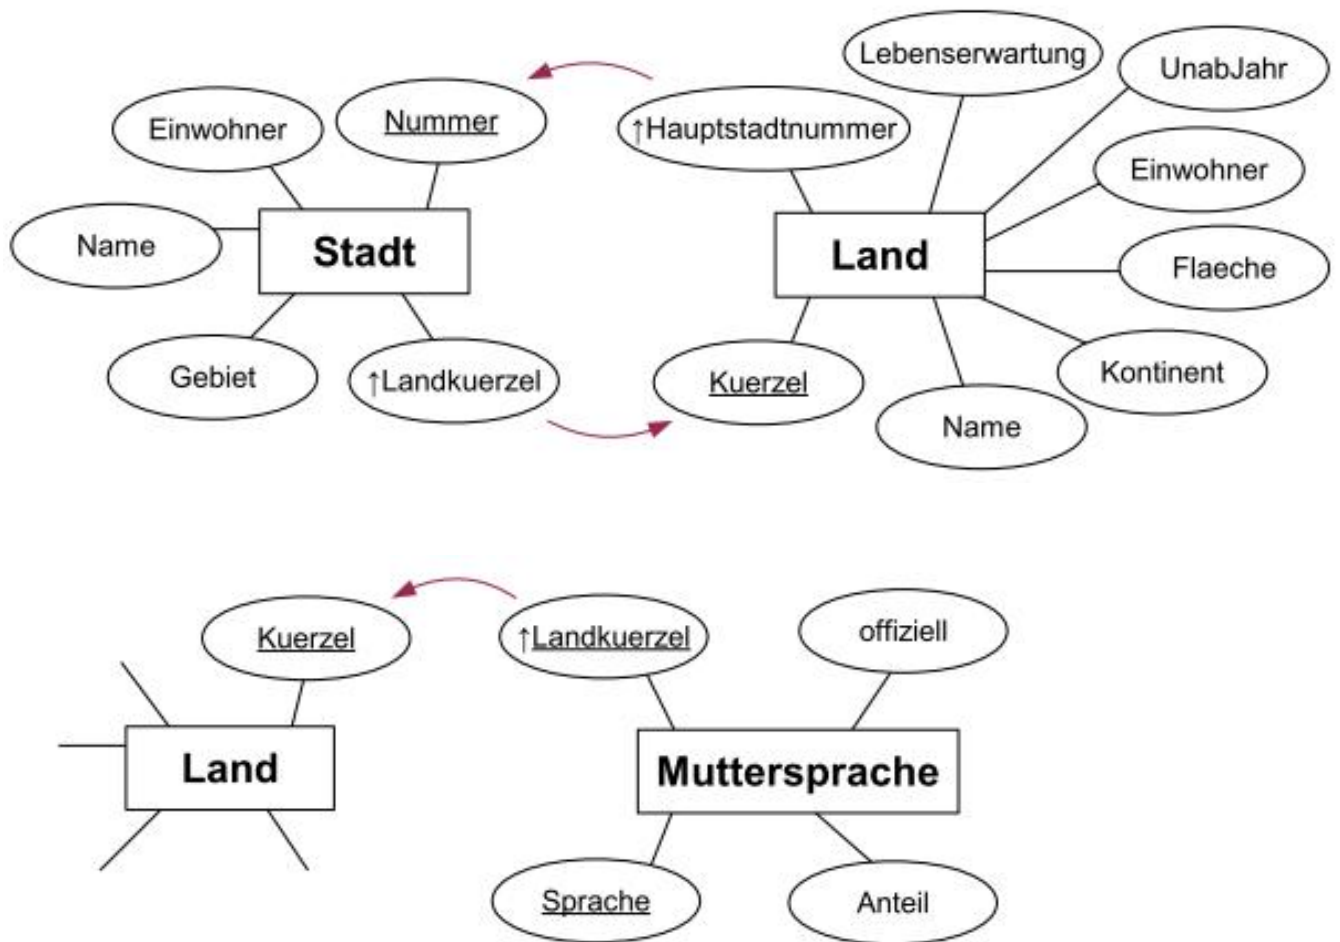 Lebenserwartung
UnabJahr
Einwohner
Nummer
↑Hauptstadtnummer
Einwohner
Name
Stadt
Land
Flaeche
Gebiet
↑Landkuerzel
Kuerzel
Kontinent
Name
Kuerzel
↑Landkuerzel
offiziell
Land
Muttersprache
Sprache
Anteil